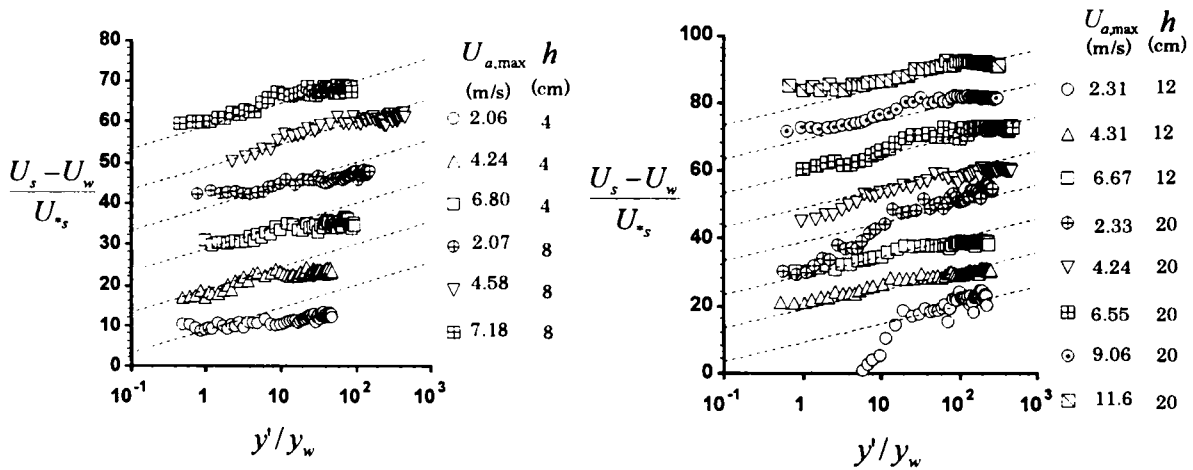 80
70
60
50
40
30
20
10
0
U_s − U_w
U_{*s}
10^{-1} 1 10 10^2 10^3
y'/y_w
U_{a,max} h
(m/s) (cm)
2.06 4
4.24 4
6.80 4
2.07 8
4.58 8
7.18 8
100
80
60
40
20
0
U_s − U_w
U_{*s}
10^{-1} 1 10 10^2 10^3
y'/y_w
U_{a,max} h
(m/s) (cm)
2.31 12
4.31 12
6.67 12
2.33 20
4.24 20
6.55 20
9.06 20
11.6 20